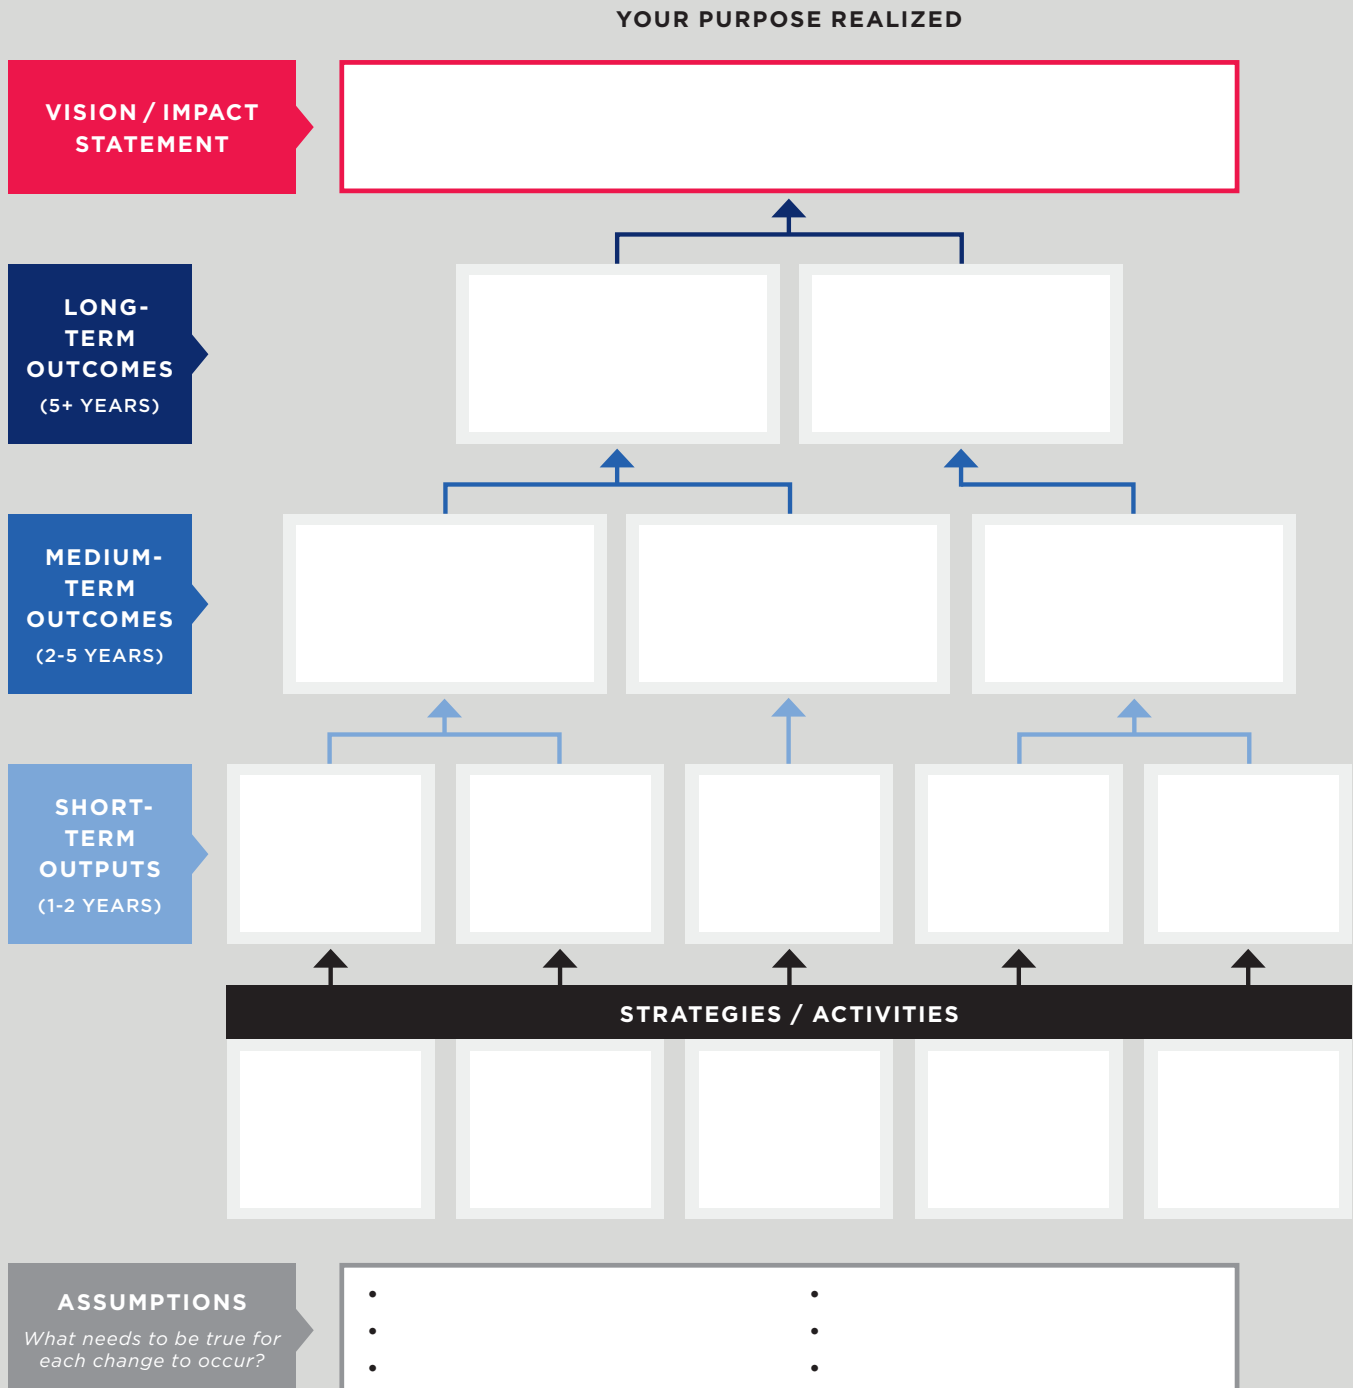 YOUR PURPOSE REALIZED
VISION / IMPACT
STATEMENT
LONG-
TERM
OUTCOMES
(5+ YEARS)
MEDIUM-
TERM
OUTCOMES
(2-5 YEARS)
SHORT-
TERM
OUTPUTS
(1-2 YEARS)
STRATEGIES / ACTIVITIES
ASSUMPTIONS
What needs to be true for
each change to occur?